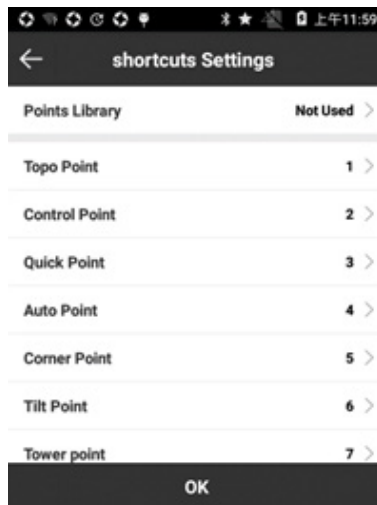 上午11:59
shortcuts Settings
Points Library Not Used
Topo Point 1
Control Point 2
Quick Point 3
Auto Point 4
Corner Point 5
Tilt Point 6
Tower point 7
OK